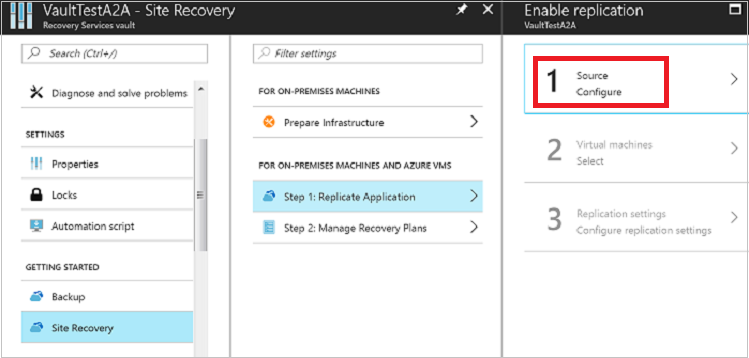 VaultTestA2A - Site Recovery
Recovery Services vault
Search (Ctrl+/)
Diagnose and solve problems
SETTINGS
Properties
Locks
Automation script
GETTING STARTED
Backup
Site Recovery
Filter settings
FOR ON-PREMISES MACHINES
Prepare Infrastructure
FOR ON-PREMISES MACHINES AND AZURE VMS
Step 1: Replicate Application
Step 2: Manage Recovery Plans
Enable replication
VaultTestA2A
1 Source
Configure
2 Virtual machines
Select
3 Replication settings
Configure replication settings